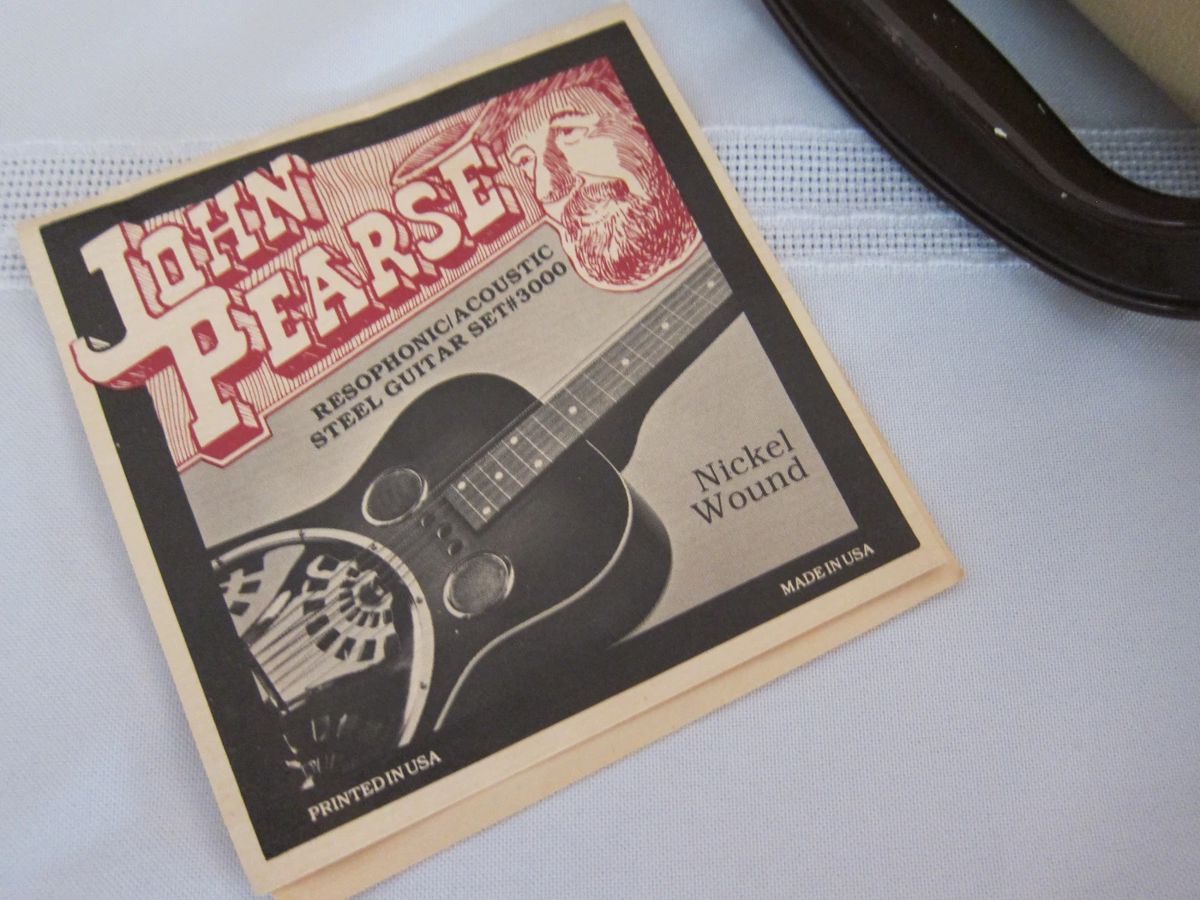 JOHN
PEARSE
RESOPHONIC/ACOUSTIC
STEEL GUITAR SET#3000
Nickel
Wound
MADE IN USA
PRINTED IN USA